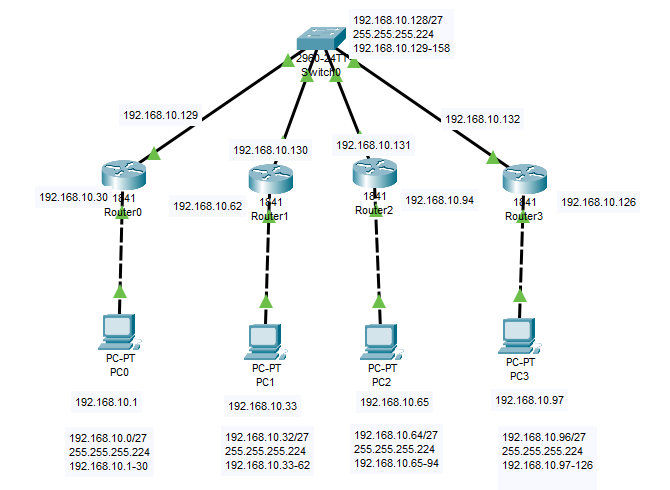 192.168.10.128/27
255.255.255.224
192.168.10.129-158
2960-24TT
Switch0
192.168.10.129
192.168.10.130
192.168.10.131
192.168.10.132
192.168.10.30
1841
Router0
192.168.10.62
1841
Router1
1841
Router2
192.168.10.94
1841
Router3
192.168.10.126
PC-PT
PC0
PC-PT
PC1
PC-PT
PC2
PC-PT
PC3
192.168.10.1
192.168.10.33
192.168.10.65
192.168.10.97
192.168.10.0/27
255.255.255.224
192.168.10.1-30
192.168.10.32/27
255.255.255.224
192.168.10.33-62
192.168.10.64/27
255.255.255.224
192.168.10.65-94
192.168.10.96/27
255.255.255.224
192.168.10.97-126